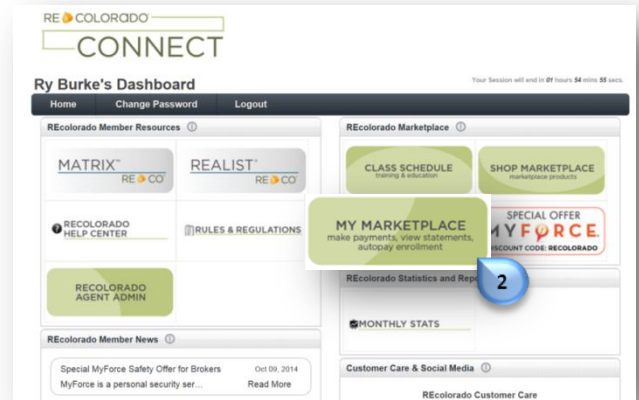 RE COLORADO
CONNECT
Ry Burke's Dashboard
Your Session will end in 01 hours 54 mins 55 secs.
Home Change Password Logout
REcolorado Member Resources
REcolorado Marketplace
MATRIX™
RE CO
REALIST®
RE CO
CLASS SCHEDULE
training & education
SHOP MARKETPLACE
marketplace products
RECOLORADO
HELP CENTER
RULES & REGULATIONS
MY MARKETPLACE
make payments, view statements,
autopay enrollment
SPECIAL OFFER
MYFORCE.
DISCOUNT CODE: RECOLORADO
2
RECOLORADO
AGENT ADMIN
REcolorado Statistics and Rep
MONTHLY STATS
REcolorado Member News
Special MyForce Safety Offer for Brokers Oct 09, 2014
MyForce is a personal security ser... Read More
Customer Care & Social Media
REcolorado Customer Care